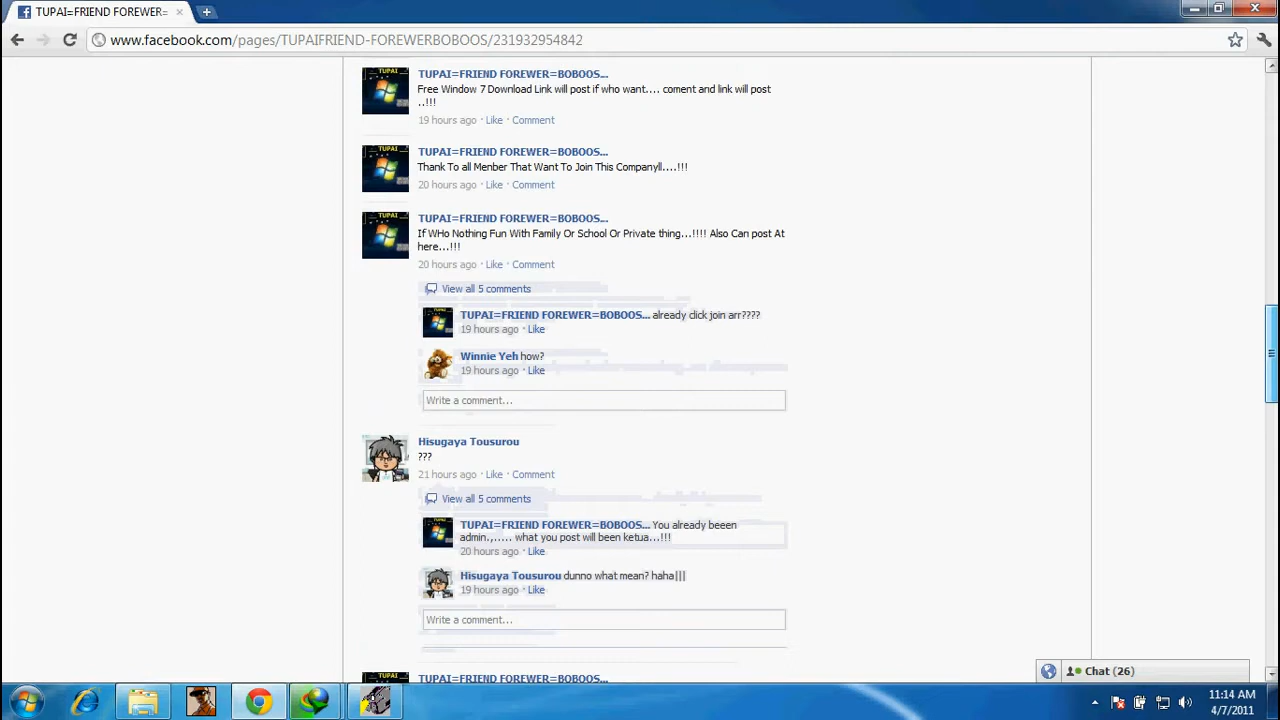 TUPAI=FRIEND FOREWER=
www.facebook.com/pages/TUPAIFRIEND-FOREWERBOBOOS/231932954842
TUPAI
TUPAI=FRIEND FOREWER=BOBOOS...
Free Window 7 Download Link will post if who want.... coment and link will post
..!!!
19 hours ago · Like · Comment
TUPAI
TUPAI=FRIEND FOREWER=BOBOOS...
Thank To all Menber That Want To Join This Companyll....!!!
20 hours ago · Like · Comment
TUPAI
TUPAI=FRIEND FOREWER=BOBOOS...
If WHo Nothing Fun With Family Or School Or Private thing...!!!! Also Can post At
here...!!!
20 hours ago · Like · Comment
View all 5 comments
TUPAI=FRIEND FOREWER=BOBOOS... already click join arr????
19 hours ago · Like
Winnie Yeh how?
19 hours ago · Like
Write a comment...
Hisugaya Tousurou
???
21 hours ago · Like · Comment
View all 5 comments
TUPAI=FRIEND FOREWER=BOBOOS... You already beeen
admin.,..... what you post will been ketua...!!!
20 hours ago · Like
Hisugaya Tousurou dunno what mean? haha|||
19 hours ago · Like
Write a comment...
TUPAI
TUPAI=FRIEND FOREWER=BOBOOS...
Chat (26)
11:14 AM
4/7/2011